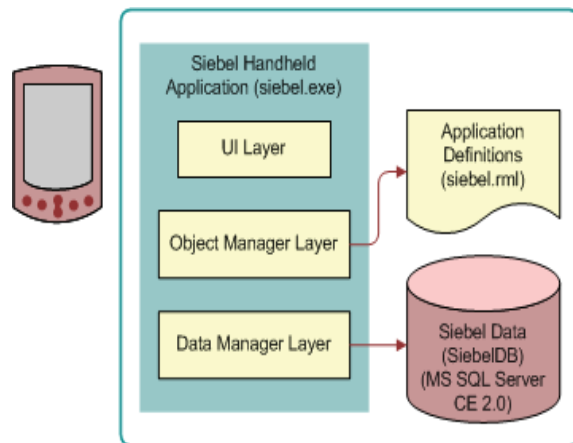 Siebel Handheld
Application (siebel.exe)
UI Layer
Object Manager Layer
Data Manager Layer
Application
Definitions
(siebel.rml)
Siebel Data
(SiebelDB)
(MS SQL Server
CE 2.0)